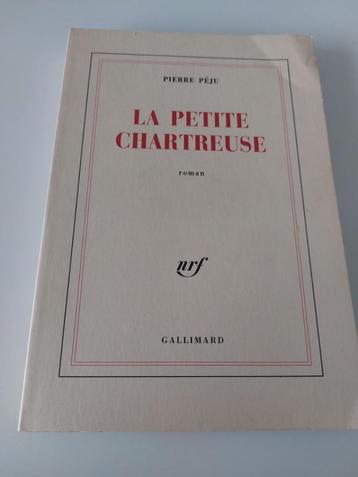 PIERRE PÉJU
LA PETITE
CHARTREUSE
roman
nrf
GALLIMARD